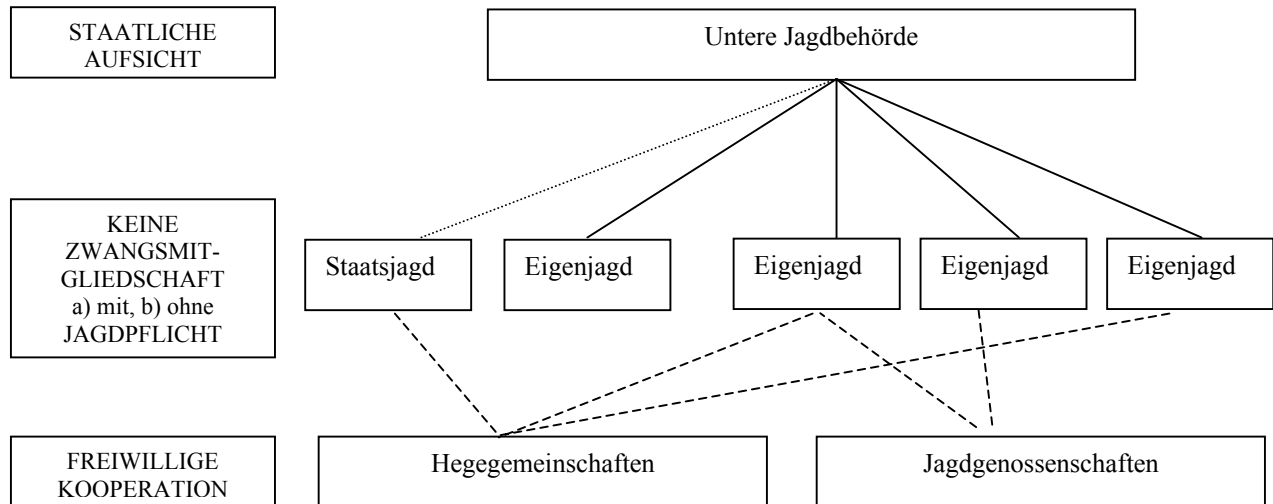 STAATLICHE
AUFSICHT
Untere Jagdbehörde
KEINE
ZWANGSMIT-
GLIEDSCHAFT
a) mit, b) ohne
JAGDPFLICHT
Staatsjagd
Eigenjagd
Eigenjagd
Eigenjagd
Eigenjagd
FREIWILLIGE
KOOPERATION
Hegegemeinschaften
Jagdgenossenschaften